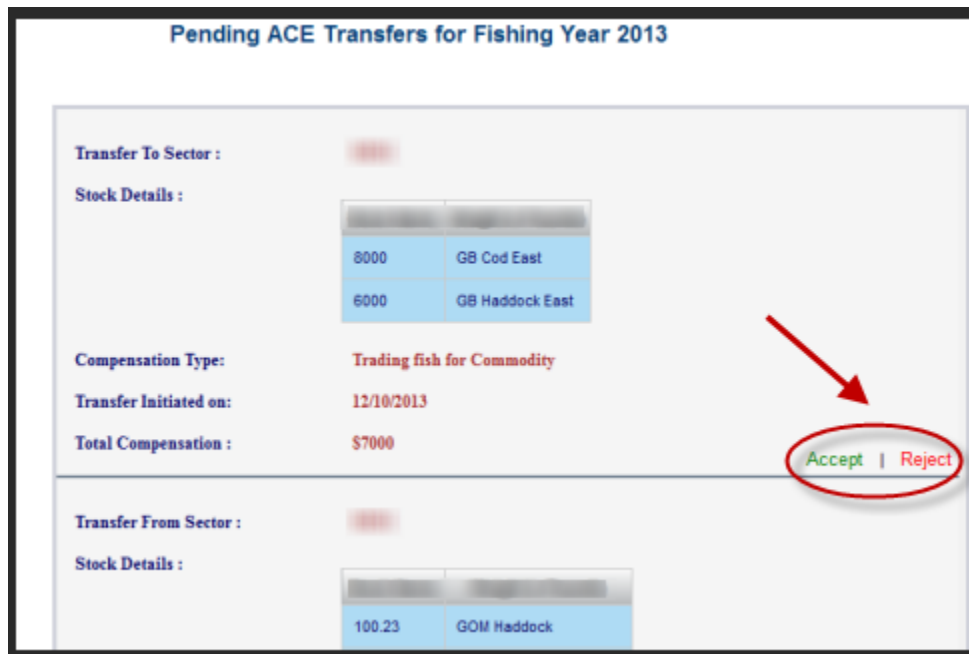 Pending ACE Transfers for Fishing Year 2013
Transfer To Sector :
Stock Details :
8000 GB Cod East
6000 GB Haddock East
Compensation Type: Trading fish for Commodity
Transfer Initiated on: 12/10/2013
Total Compensation : $7000
Accept | Reject
Transfer From Sector :
Stock Details :
100.23 GOM Haddock